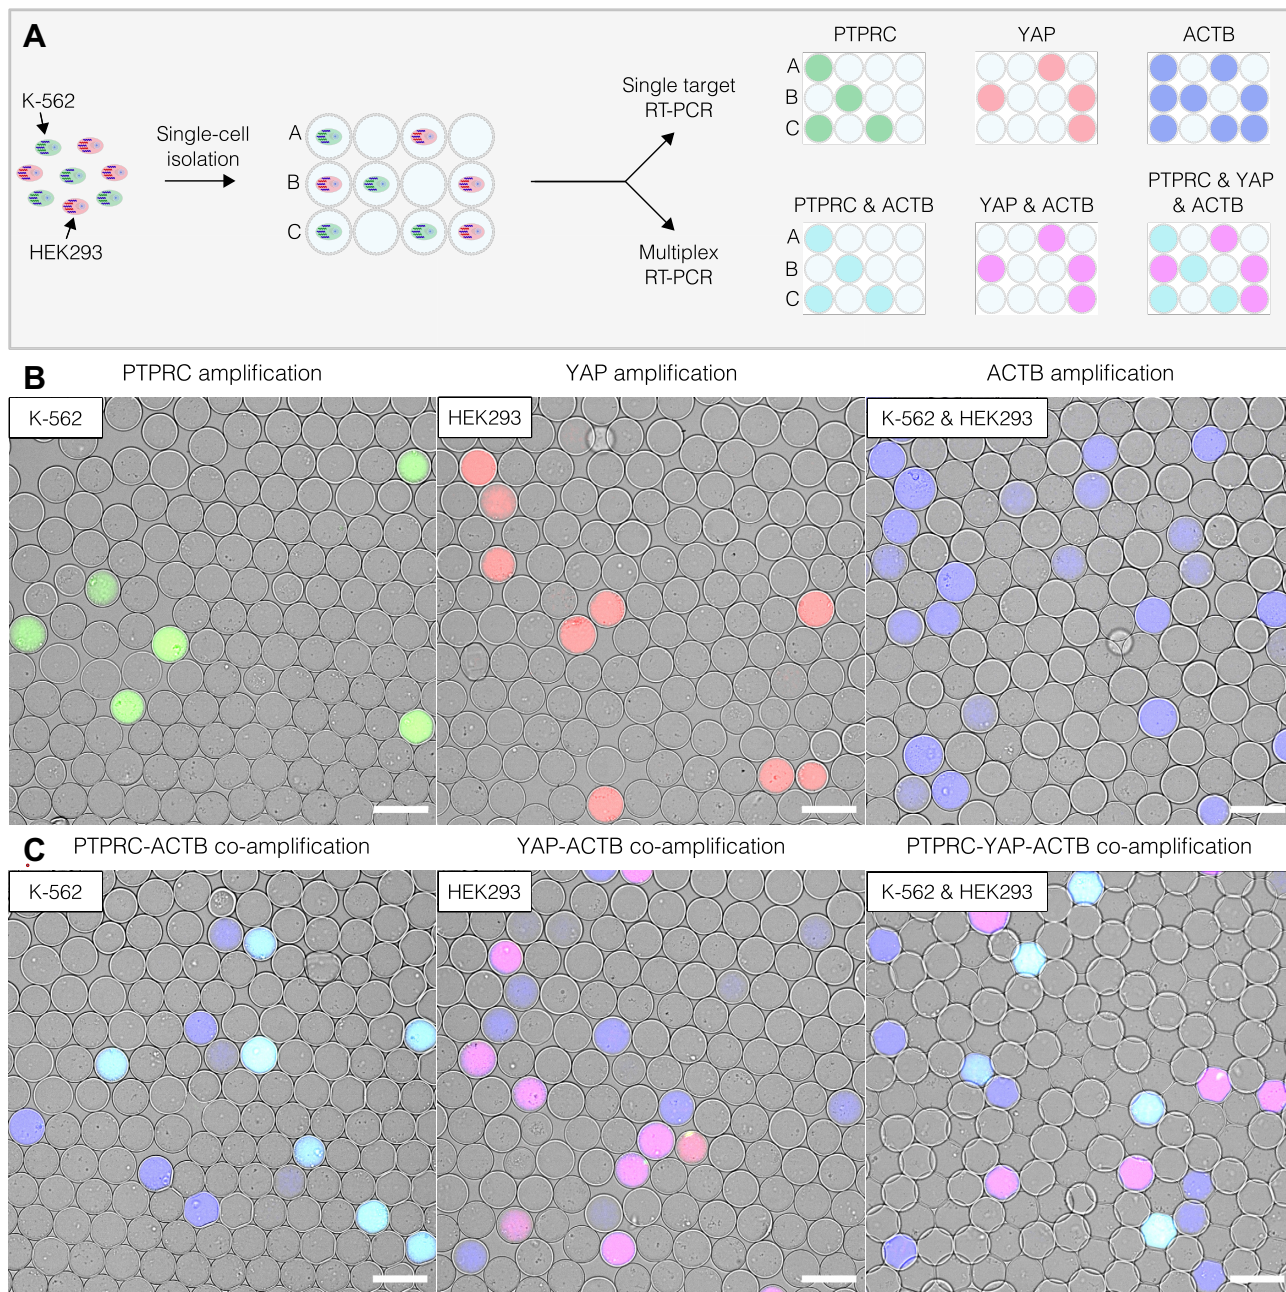 A
K-562
HEK293
Single-cell
isolation
A
B
C
Single target
RT-PCR
Multiplex
RT-PCR
PTPRC
YAP
ACTB
A
B
C
PTPRC & ACTB
YAP & ACTB
PTPRC & YAP
& ACTB
A
B
C
B
PTPRC amplification
YAP amplification
ACTB amplification
K-562
HEK293
K-562 & HEK293
C
PTPRC-ACTB co-amplification
YAP-ACTB co-amplification
PTPRC-YAP-ACTB co-amplification
K-562
HEK293
K-562 & HEK293